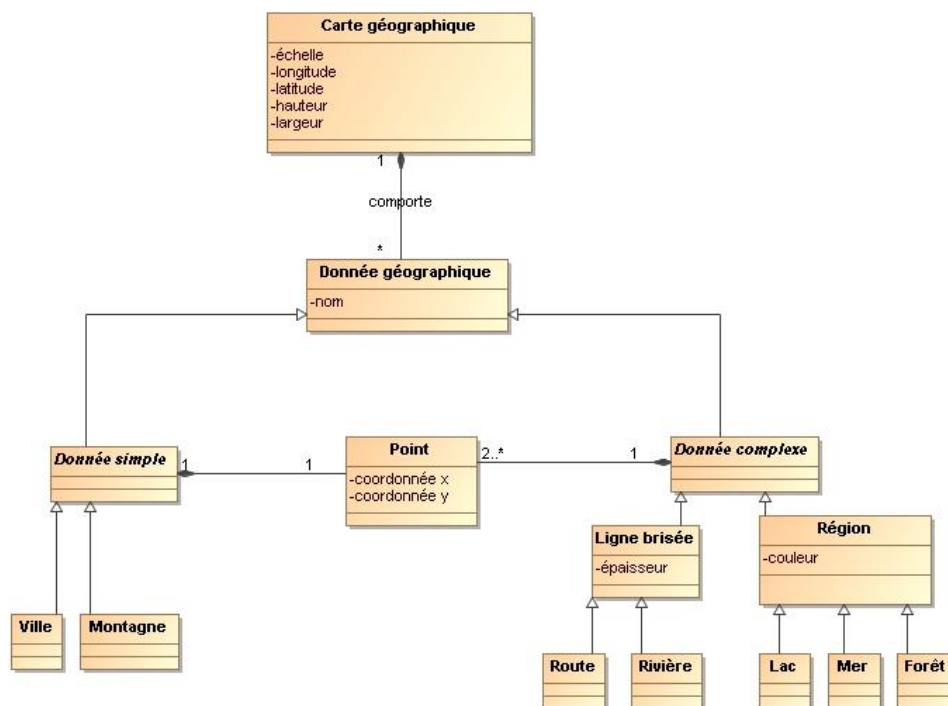 Carte géographique
-échelle
-longitude
-latitude
-hauteur
-largeur
1
comporte
*
Donnée géographique
-nom
Donnée simple
1
1
Point
-coordonnée x
-coordonnée y
2..*
1
Donnée complexe
Ligne brisée
-épaisseur
Région
-couleur
Ville
Montagne
Route
Rivière
Lac
Mer
Forêt